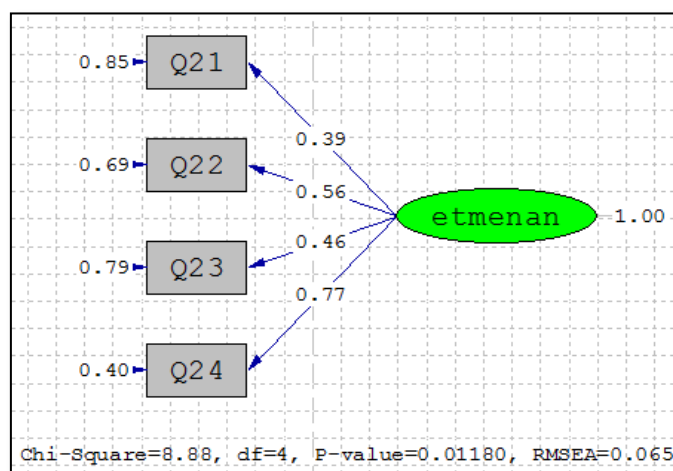 0.85 Q21
0.39
0.69 Q22
0.56
etmenan 1.00
0.46
0.79 Q23
0.77
0.40 Q24
Chi-Square=8.88, df=4, P-value=0.01180, RMSEA=0.065